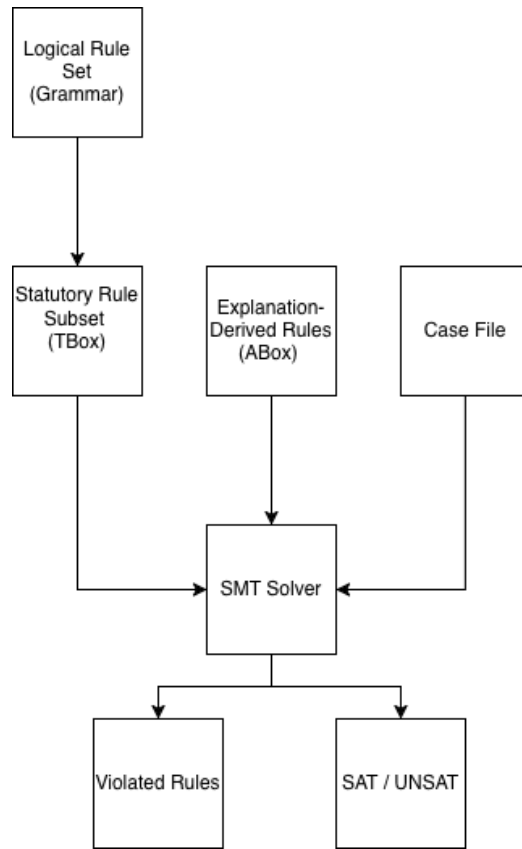 Logical Rule
Set
(Grammar)
Statutory Rule
Subset
(TBox)
Explanation-
Derived Rules
(ABox)
Case File
SMT Solver
Violated Rules
SAT / UNSAT